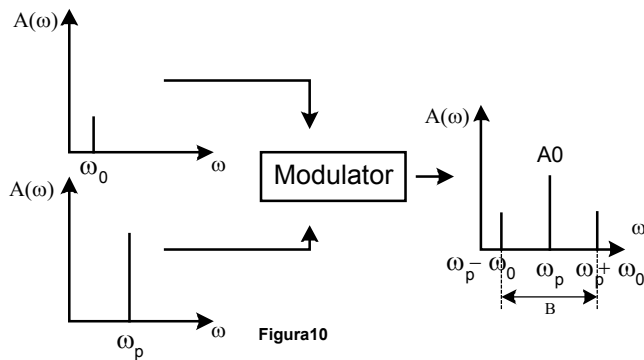 A(ω)
ω₀
ω
A(ω)
ωₚ
ω
Modulator
A(ω)
A0
ω
ωₚ− ω₀
ωₚ
ωₚ+ ω₀
B
Figura10